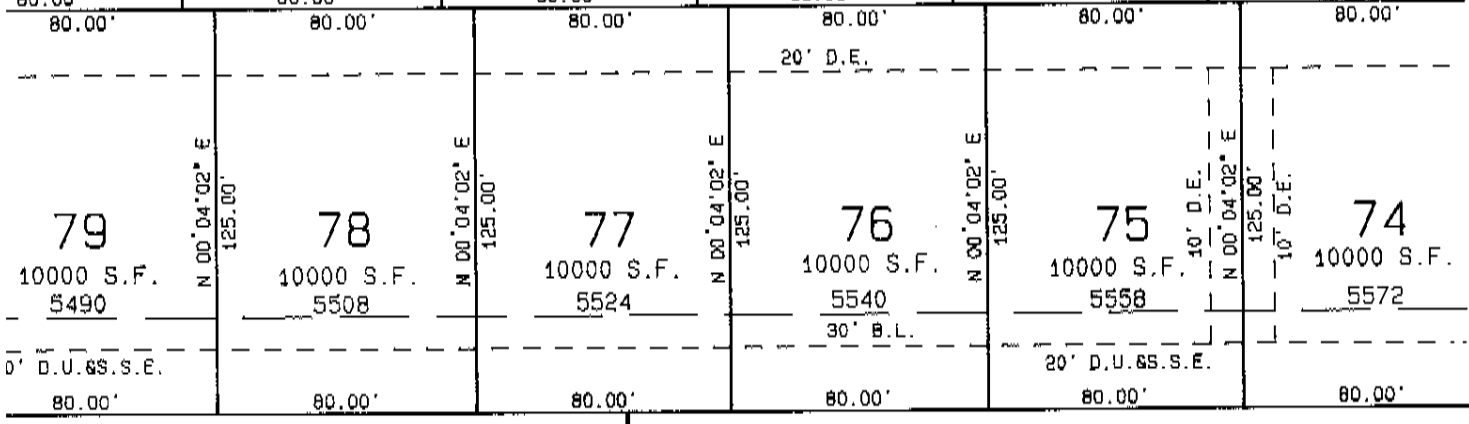 80.00' 80.00' 80.00' 80.00' 80.00' 80.00'
20' D.E.
N 00°04'02" E
125.00'
N 00°04'02" E
125.00'
N 00°04'02" E
125.00'
N 00°04'02" E
125.00'
N 00°04'02" E
125.00'
10' D.E.
10' D.E.
79
10000 S.F.
5490
78
10000 S.F.
5508
77
10000 S.F.
5524
76
10000 S.F.
5540
75
10000 S.F.
5558
74
10000 S.F.
5572
30' B.L.
0' D.U.&S.S.E.
20' D.U.&S.S.E.
80.00' 80.00' 80.00' 80.00' 80.00' 80.00'